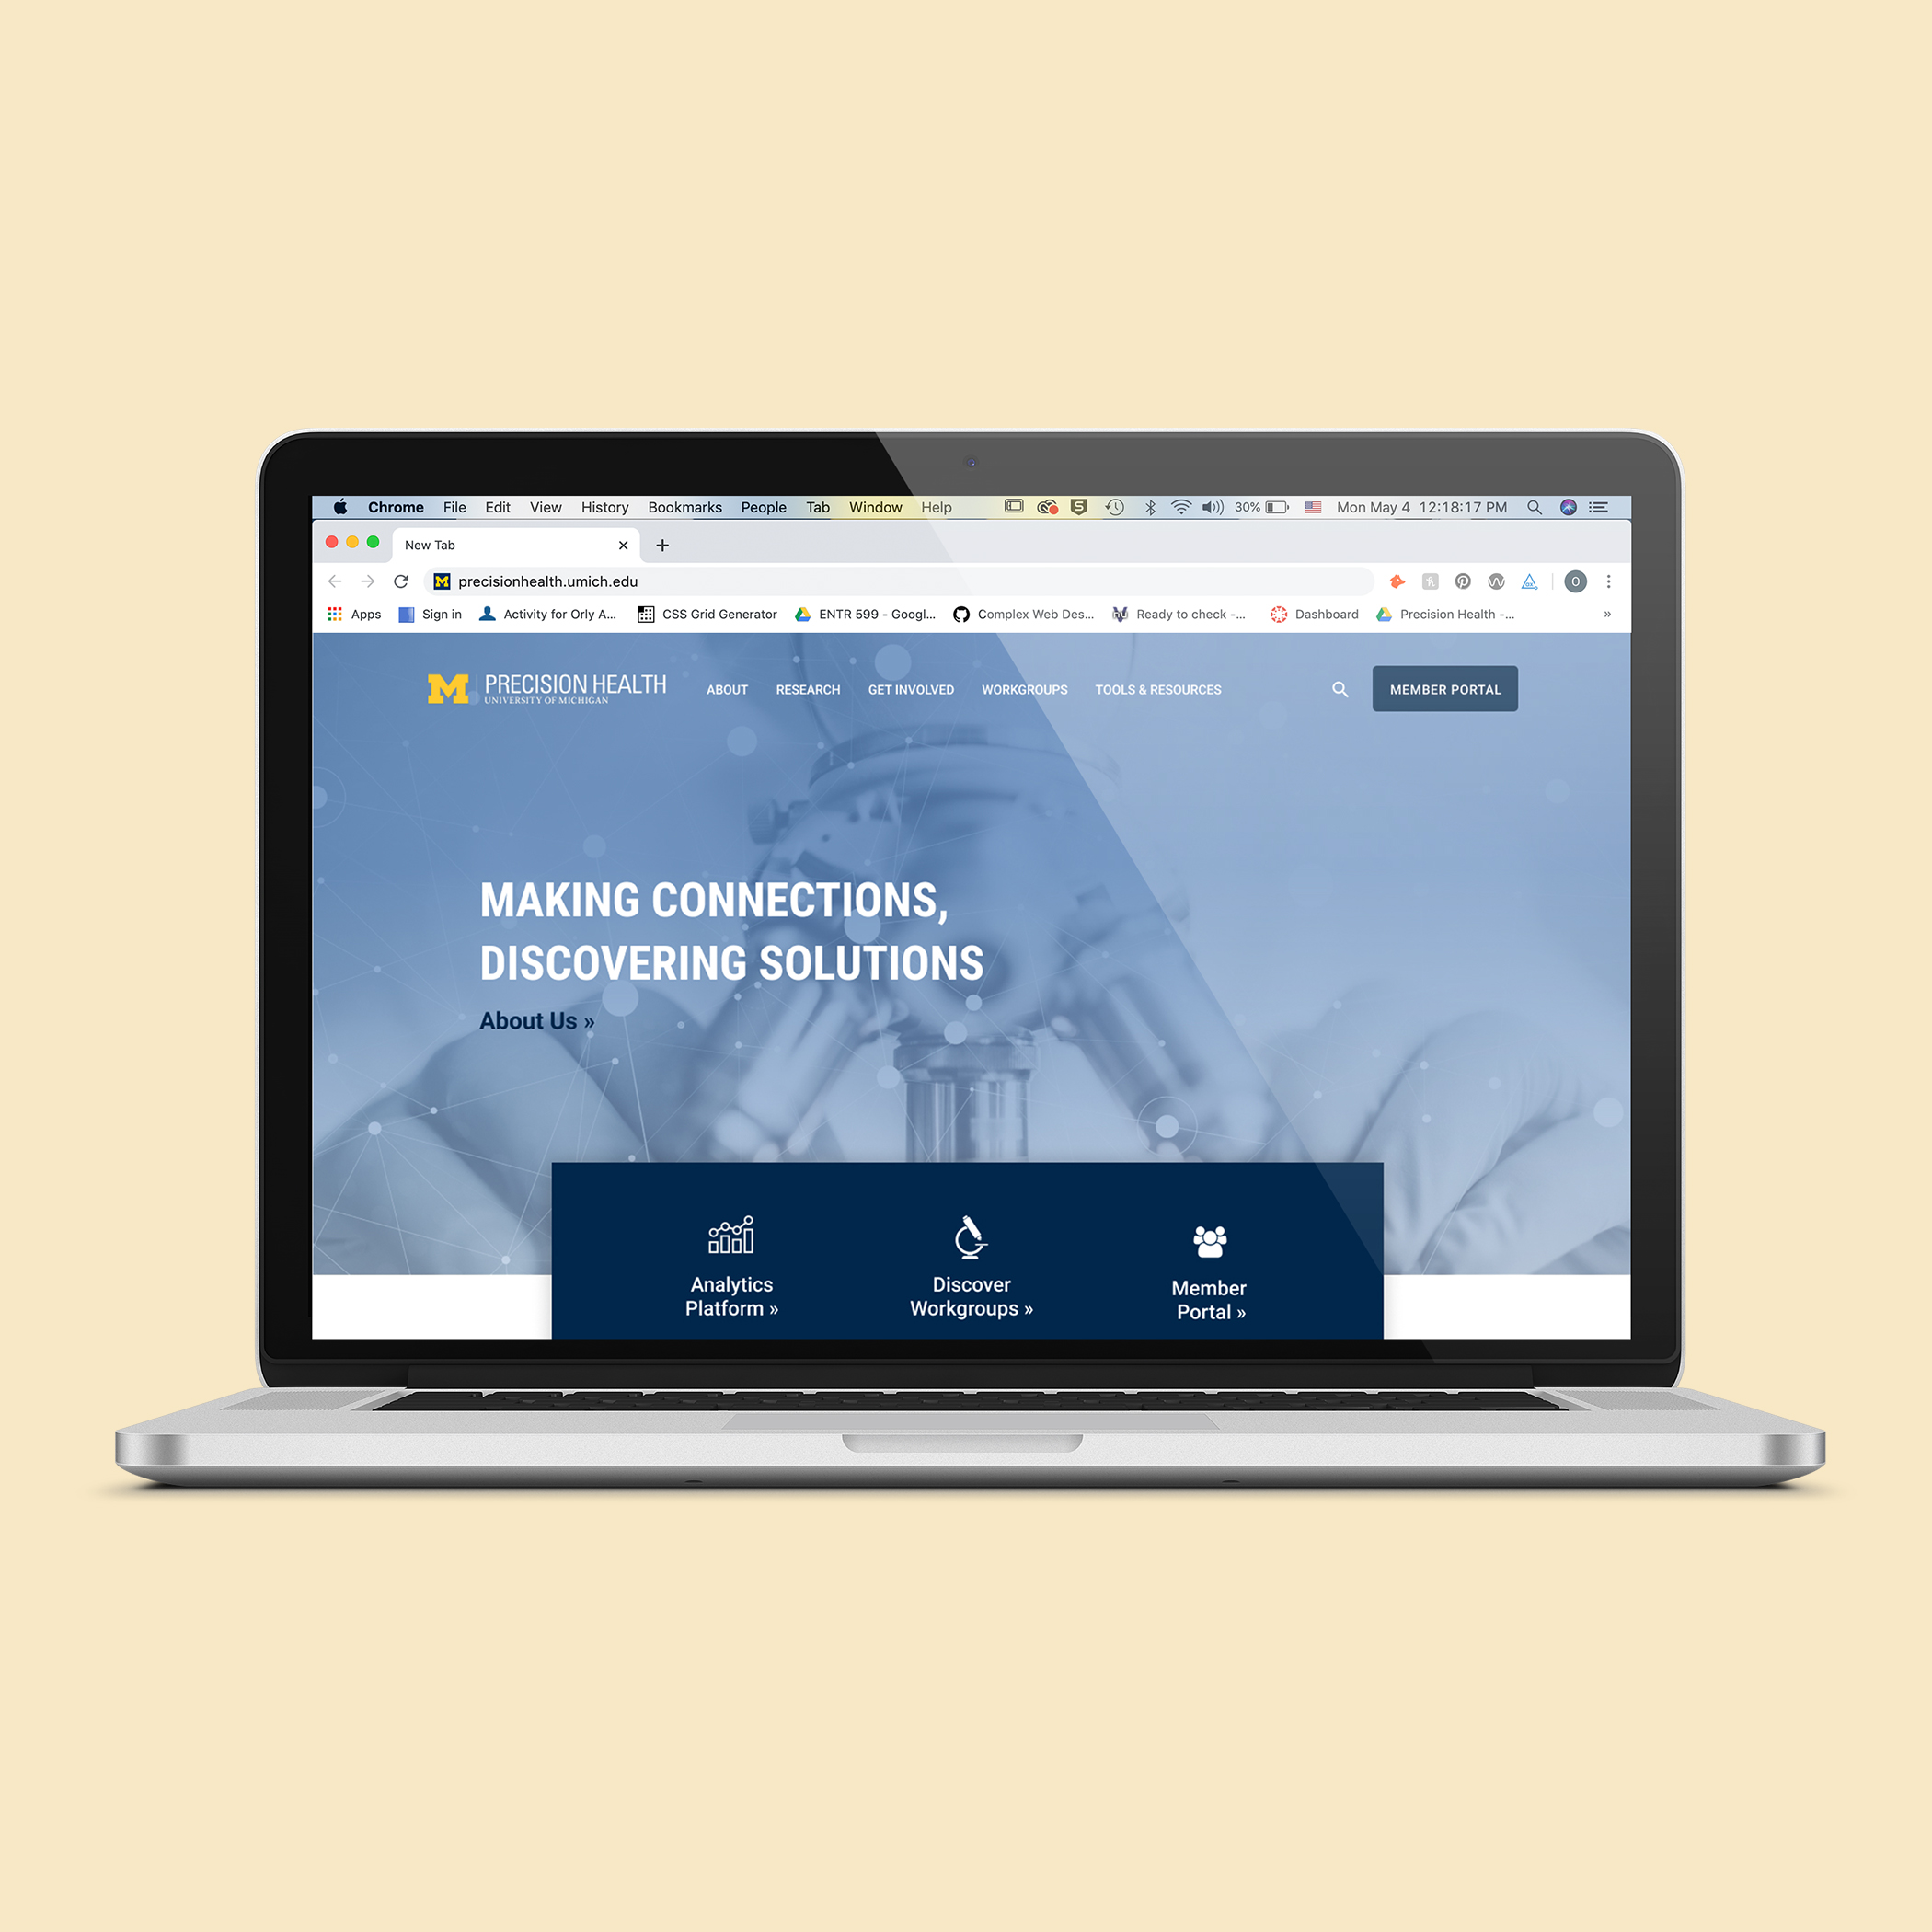 Chrome File Edit View History Bookmarks People Tab Window Help 30% Mon May 4 12:18:17 PM
New Tab
precisionhealth.umich.edu
O
Apps Sign in Activity for Orly A... CSS Grid Generator ENTR 599 - Googl... Complex Web Des... Ready to check -... Dashboard Precision Health -... »
M PRECISION HEALTH
UNIVERSITY OF MICHIGAN
ABOUT RESEARCH GET INVOLVED WORKGROUPS TOOLS & RESOURCES MEMBER PORTAL
MAKING CONNECTIONS,
DISCOVERING SOLUTIONS
About Us »
Analytics
Platform »
Discover
Workgroups »
Member
Portal »